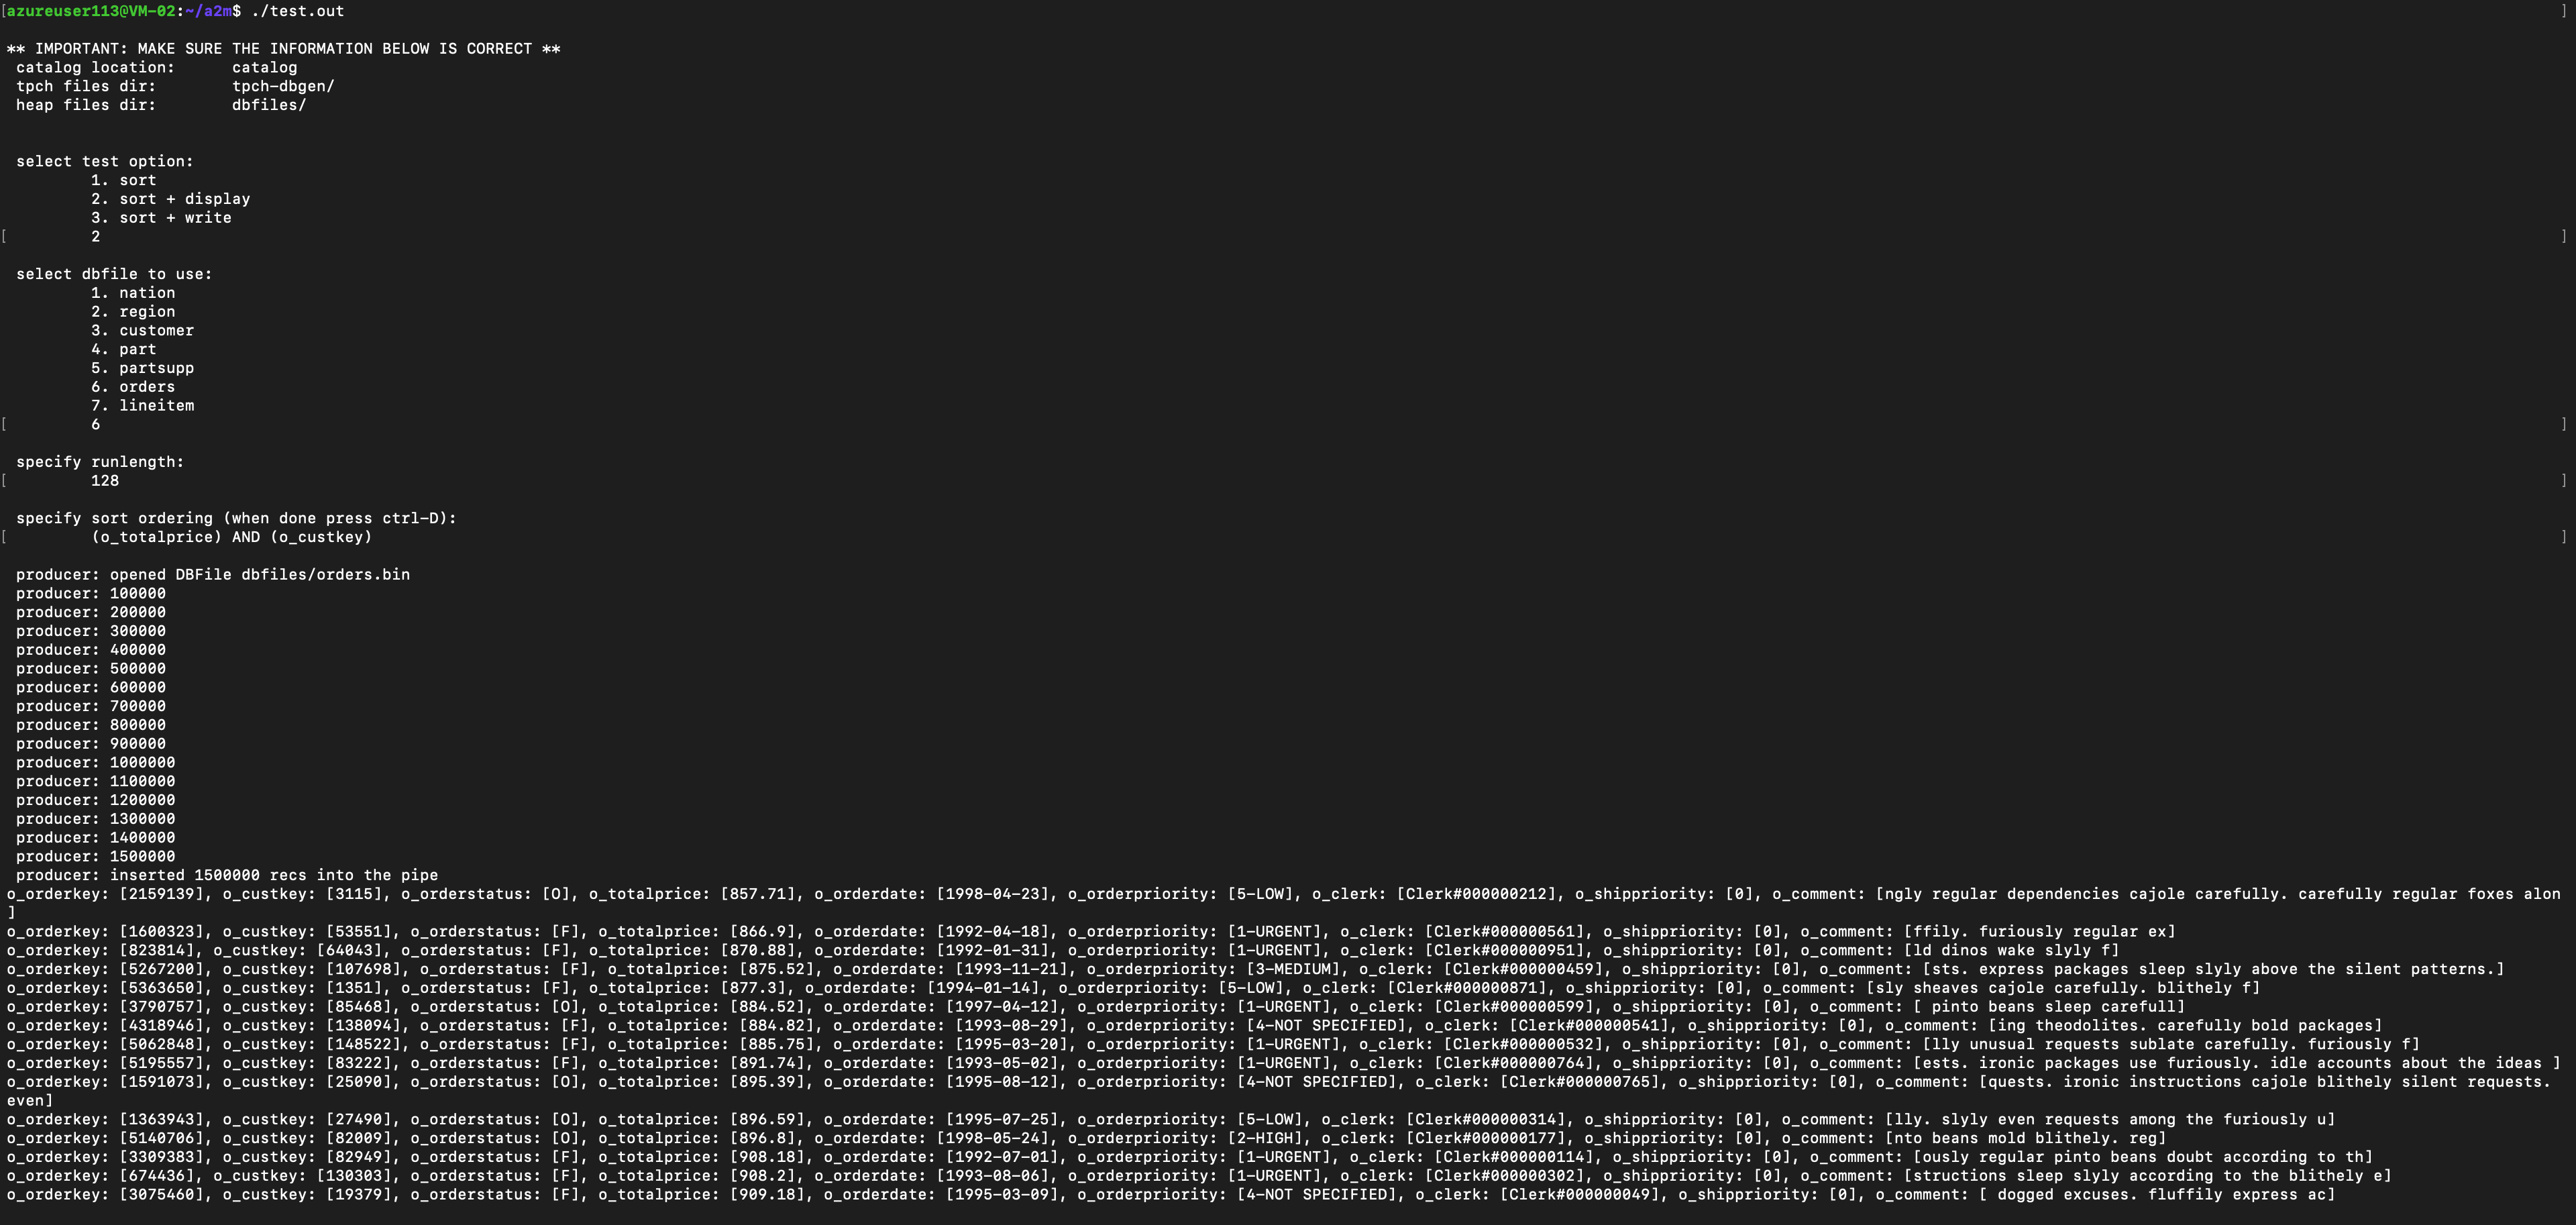 [azureuser113@VM-02:~/a2m$ ./test.out ]
** IMPORTANT: MAKE SURE THE INFORMATION BELOW IS CORRECT **
catalog location: catalog
tpch files dir: tpch-dbgen/
heap files dir: dbfiles/
select test option:
1. sort
2. sort + display
3. sort + write
[ 2 ]
select dbfile to use:
1. nation
2. region
3. customer
4. part
5. partsupp
6. orders
7. lineitem
[ 6 ]
specify runlength:
[ 128 ]
specify sort ordering (when done press ctrl-D):
[ (o_totalprice) AND (o_custkey) ]
producer: opened DBFile dbfiles/orders.bin
producer: 100000
producer: 200000
producer: 300000
producer: 400000
producer: 500000
producer: 600000
producer: 700000
producer: 800000
producer: 900000
producer: 1000000
producer: 1100000
producer: 1200000
producer: 1300000
producer: 1400000
producer: 1500000
producer: inserted 1500000 recs into the pipe
o_orderkey: [2159139], o_custkey: [3115], o_orderstatus: [O], o_totalprice: [857.71], o_orderdate: [1998-04-23], o_orderpriority: [5-LOW], o_clerk: [Clerk#000000212], o_shippriority: [0], o_comment: [ngly regular dependencies cajole carefully. carefully regular foxes alon
]
o_orderkey: [1600323], o_custkey: [53551], o_orderstatus: [F], o_totalprice: [866.9], o_orderdate: [1992-04-18], o_orderpriority: [1-URGENT], o_clerk: [Clerk#000000561], o_shippriority: [0], o_comment: [ffily. furiously regular ex]
o_orderkey: [823814], o_custkey: [64043], o_orderstatus: [F], o_totalprice: [870.88], o_orderdate: [1992-01-31], o_orderpriority: [1-URGENT], o_clerk: [Clerk#000000951], o_shippriority: [0], o_comment: [ld dinos wake slyly f]
o_orderkey: [5267200], o_custkey: [107698], o_orderstatus: [F], o_totalprice: [875.52], o_orderdate: [1993-11-21], o_orderpriority: [3-MEDIUM], o_clerk: [Clerk#000000459], o_shippriority: [0], o_comment: [sts. express packages sleep slyly above the silent patterns.]
o_orderkey: [5363650], o_custkey: [1351], o_orderstatus: [F], o_totalprice: [877.3], o_orderdate: [1994-01-14], o_orderpriority: [5-LOW], o_clerk: [Clerk#000000871], o_shippriority: [0], o_comment: [sly sheaves cajole carefully. blithely f]
o_orderkey: [3790757], o_custkey: [85468], o_orderstatus: [O], o_totalprice: [884.52], o_orderdate: [1997-04-12], o_orderpriority: [1-URGENT], o_clerk: [Clerk#000000599], o_shippriority: [0], o_comment: [ pinto beans sleep carefull]
o_orderkey: [4318946], o_custkey: [138094], o_orderstatus: [F], o_totalprice: [884.82], o_orderdate: [1993-08-29], o_orderpriority: [4-NOT SPECIFIED], o_clerk: [Clerk#000000541], o_shippriority: [0], o_comment: [ing theodolites. carefully bold packages]
o_orderkey: [5062848], o_custkey: [148522], o_orderstatus: [F], o_totalprice: [885.75], o_orderdate: [1995-03-20], o_orderpriority: [1-URGENT], o_clerk: [Clerk#000000532], o_shippriority: [0], o_comment: [lly unusual requests sublate carefully. furiously f]
o_orderkey: [5195557], o_custkey: [83222], o_orderstatus: [F], o_totalprice: [891.74], o_orderdate: [1993-05-02], o_orderpriority: [1-URGENT], o_clerk: [Clerk#000000764], o_shippriority: [0], o_comment: [ests. ironic packages use furiously. idle accounts about the ideas ]
o_orderkey: [1591073], o_custkey: [25090], o_orderstatus: [O], o_totalprice: [895.39], o_orderdate: [1995-08-12], o_orderpriority: [4-NOT SPECIFIED], o_clerk: [Clerk#000000765], o_shippriority: [0], o_comment: [quests. ironic instructions cajole blithely silent requests.
even]
o_orderkey: [1363943], o_custkey: [27490], o_orderstatus: [O], o_totalprice: [896.59], o_orderdate: [1995-07-25], o_orderpriority: [5-LOW], o_clerk: [Clerk#000000314], o_shippriority: [0], o_comment: [lly. slyly even requests among the furiously u]
o_orderkey: [5140706], o_custkey: [82009], o_orderstatus: [O], o_totalprice: [896.8], o_orderdate: [1998-05-24], o_orderpriority: [2-HIGH], o_clerk: [Clerk#000000177], o_shippriority: [0], o_comment: [nto beans mold blithely. reg]
o_orderkey: [3309383], o_custkey: [82949], o_orderstatus: [F], o_totalprice: [908.18], o_orderdate: [1992-07-01], o_orderpriority: [1-URGENT], o_clerk: [Clerk#000000114], o_shippriority: [0], o_comment: [ously regular pinto beans doubt according to th]
o_orderkey: [674436], o_custkey: [130303], o_orderstatus: [F], o_totalprice: [908.2], o_orderdate: [1993-08-06], o_orderpriority: [1-URGENT], o_clerk: [Clerk#000000302], o_shippriority: [0], o_comment: [structions sleep slyly according to the blithely e]
o_orderkey: [3075460], o_custkey: [19379], o_orderstatus: [F], o_totalprice: [909.18], o_orderdate: [1995-03-09], o_orderpriority: [4-NOT SPECIFIED], o_clerk: [Clerk#000000049], o_shippriority: [0], o_comment: [ dogged excuses. fluffily express ac]